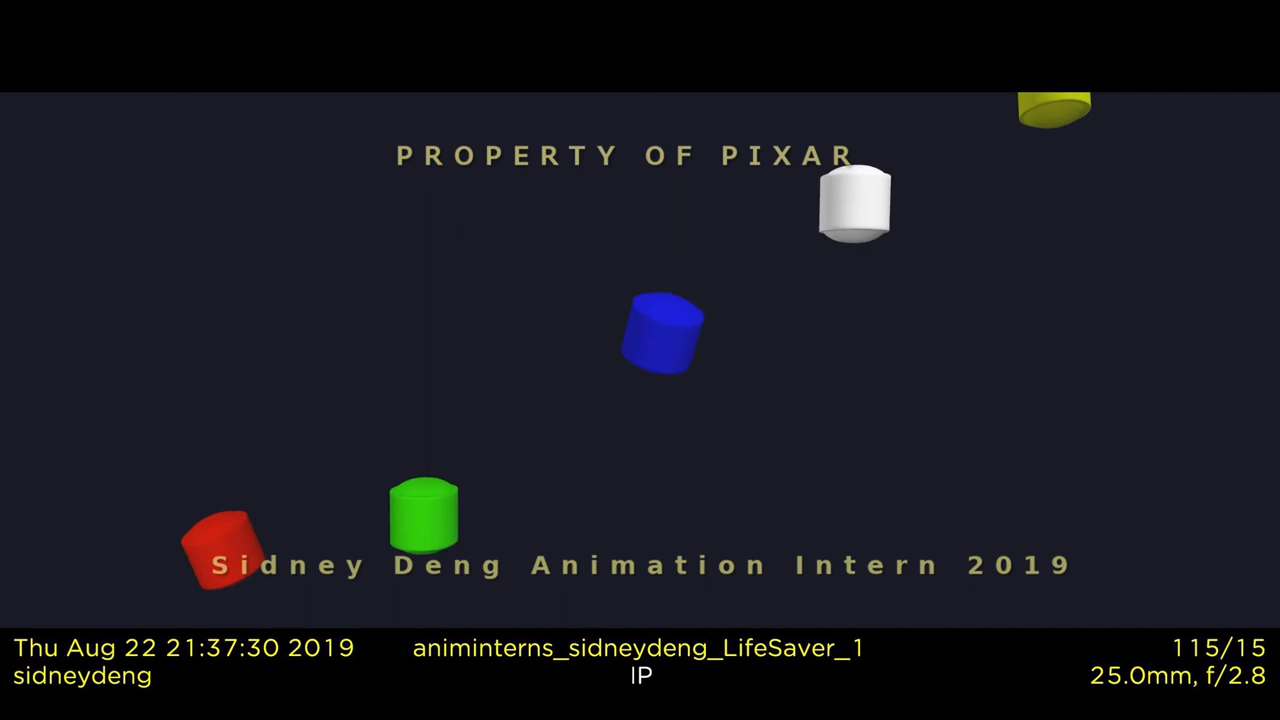 PROPERTY OF PIXAR
Sidney Deng Animation Intern 2019
Thu Aug 22 21:37:30 2019 animinterns_sidneydeng_LifeSaver_1 115/15
sidneydeng IP 25.0mm, f/2.8